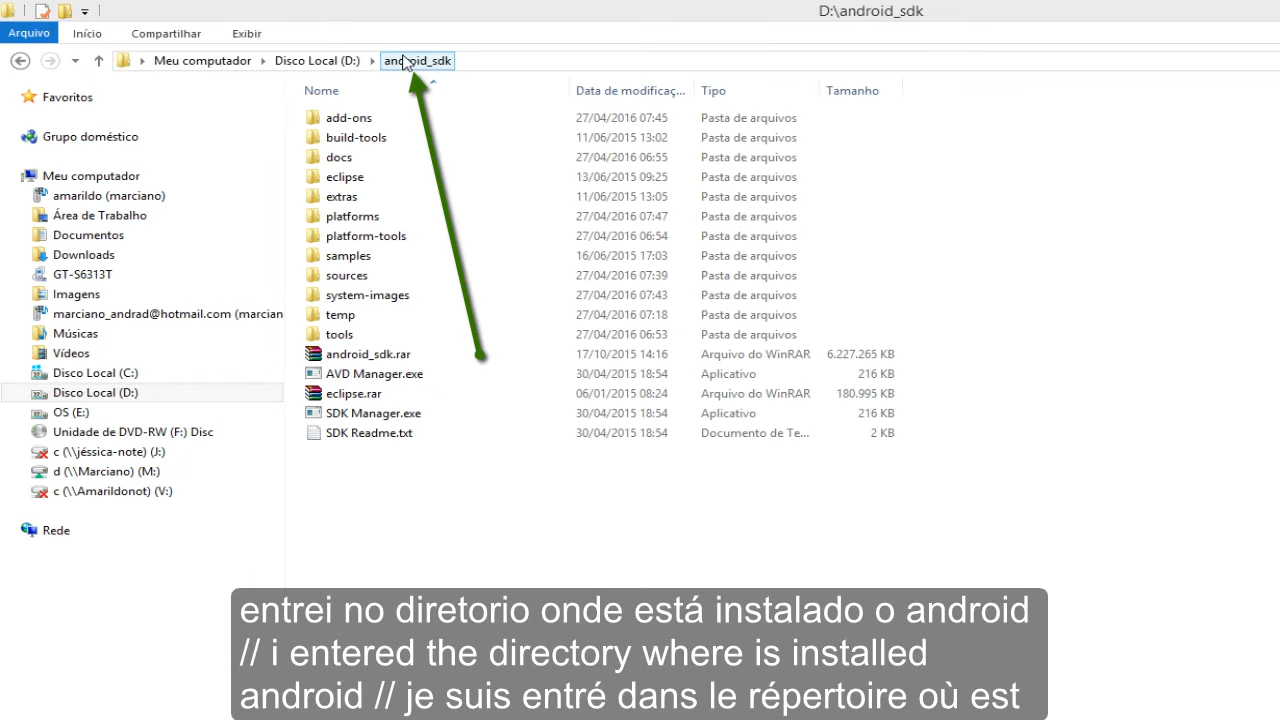 D:\android_sdk
Arquivo Início Compartilhar Exibir
Meu computador Disco Local (D:) android_sdk
Nome Data de modificaç... Tipo Tamanho
Favoritos
Grupo doméstico
Meu computador
amarildo (marciano)
Área de Trabalho
Documentos
Downloads
GT-S6313T
Imagens
marciano_andrad@hotmail.com (marcian
Músicas
Vídeos
Disco Local (C:)
Disco Local (D:)
OS (E:)
Unidade de DVD-RW (F:) Disc
c (\\jéssica-note) (J:)
d (\\Marciano) (M:)
c (\\Amarildonot) (V:)
Rede
add-ons 27/04/2016 07:45 Pasta de arquivos
build-tools 11/06/2015 13:02 Pasta de arquivos
docs 27/04/2016 06:55 Pasta de arquivos
eclipse 13/06/2015 09:25 Pasta de arquivos
extras 11/06/2015 13:05 Pasta de arquivos
platforms 27/04/2016 07:47 Pasta de arquivos
platform-tools 27/04/2016 06:54 Pasta de arquivos
samples 16/06/2015 17:03 Pasta de arquivos
sources 27/04/2016 07:39 Pasta de arquivos
system-images 27/04/2016 07:43 Pasta de arquivos
temp 27/04/2016 07:18 Pasta de arquivos
tools 27/04/2016 06:53 Pasta de arquivos
android_sdk.rar 17/10/2015 14:16 Arquivo do WinRAR 6.227.265 KB
AVD Manager.exe 30/04/2015 18:54 Aplicativo 216 KB
eclipse.rar 06/01/2015 08:24 Arquivo do WinRAR 180.995 KB
SDK Manager.exe 30/04/2015 18:54 Aplicativo 216 KB
SDK Readme.txt 30/04/2015 18:54 Documento de Te... 2 KB
entrei no diretorio onde está instalado o android
// i entered the directory where is installed
android // je suis entré dans le répertoire où est